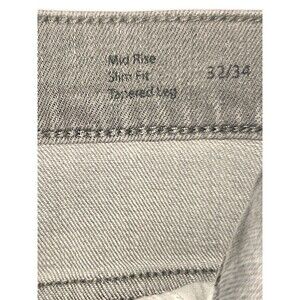 Mid Rise
Slim Fit 32/34
Tapered Leg